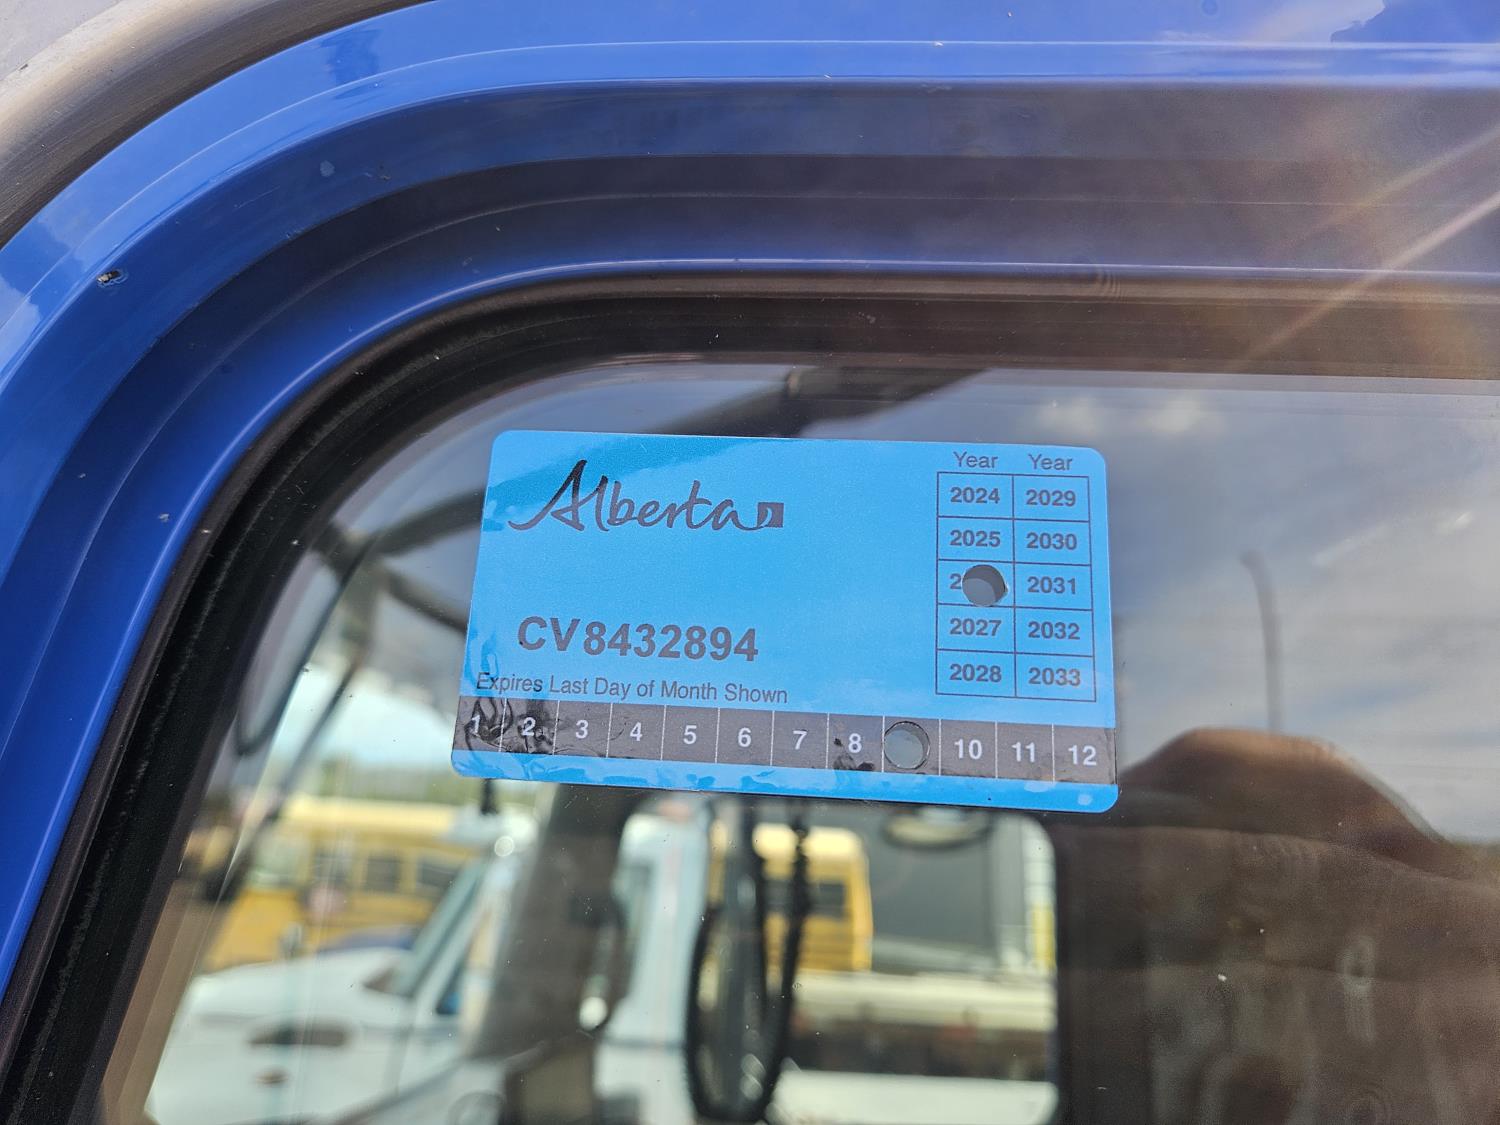 Alberta
Year Year
2024 2029
2025 2030
2 2031
2027 2032
2028 2033
CV8432894
Expires Last Day of Month Shown
1 2 3 4 5 6 7 8 10 11 12